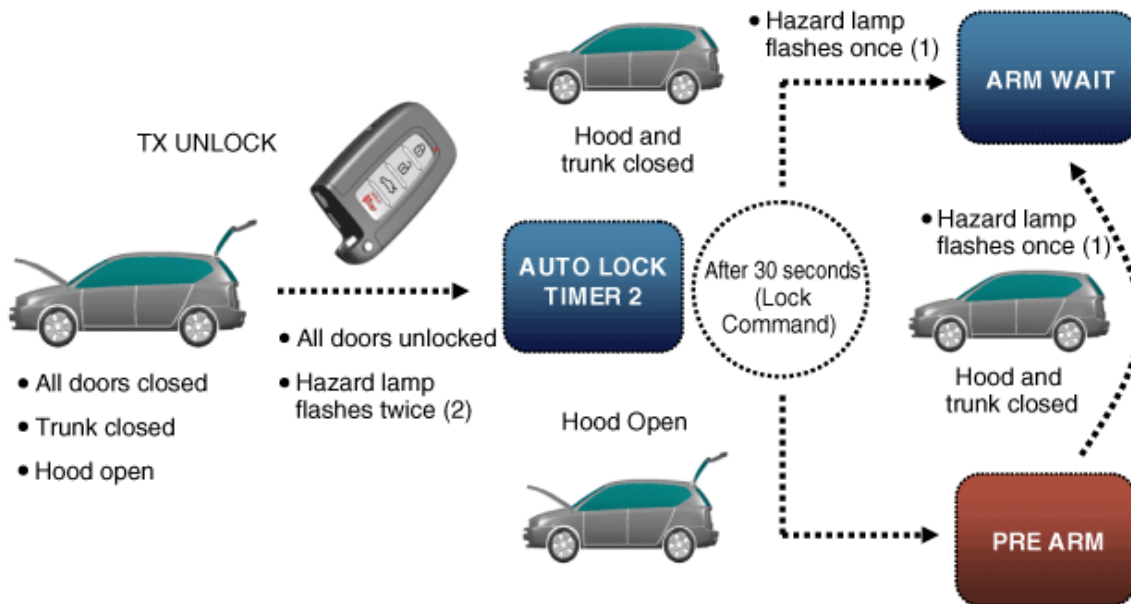 • Hazard lamp
flashes once (1)
ARM WAIT
TX UNLOCK
Hood and
trunk closed
• Hazard lamp
flashes once (1)
AUTO LOCK
TIMER 2
After 30 seconds
(Lock
Command)
• All doors unlocked
• Hazard lamp
flashes twice (2)
• All doors closed
• Trunk closed
• Hood open
Hood Open
Hood and
trunk closed
PRE ARM